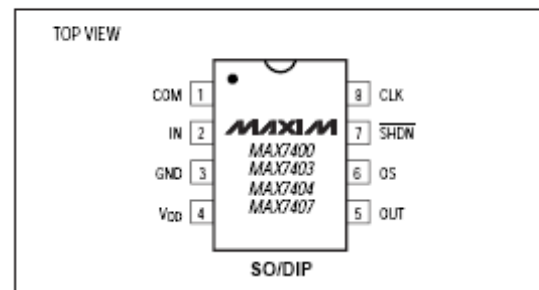 TOP VIEW
COM 1
8 CLK
IN 2
MAXIM
7 SHDN
MAX7400
MAX7403
GND 3
MAX7404
6 OS
MAX7407
VDD 4
5 OUT
SO/DIP